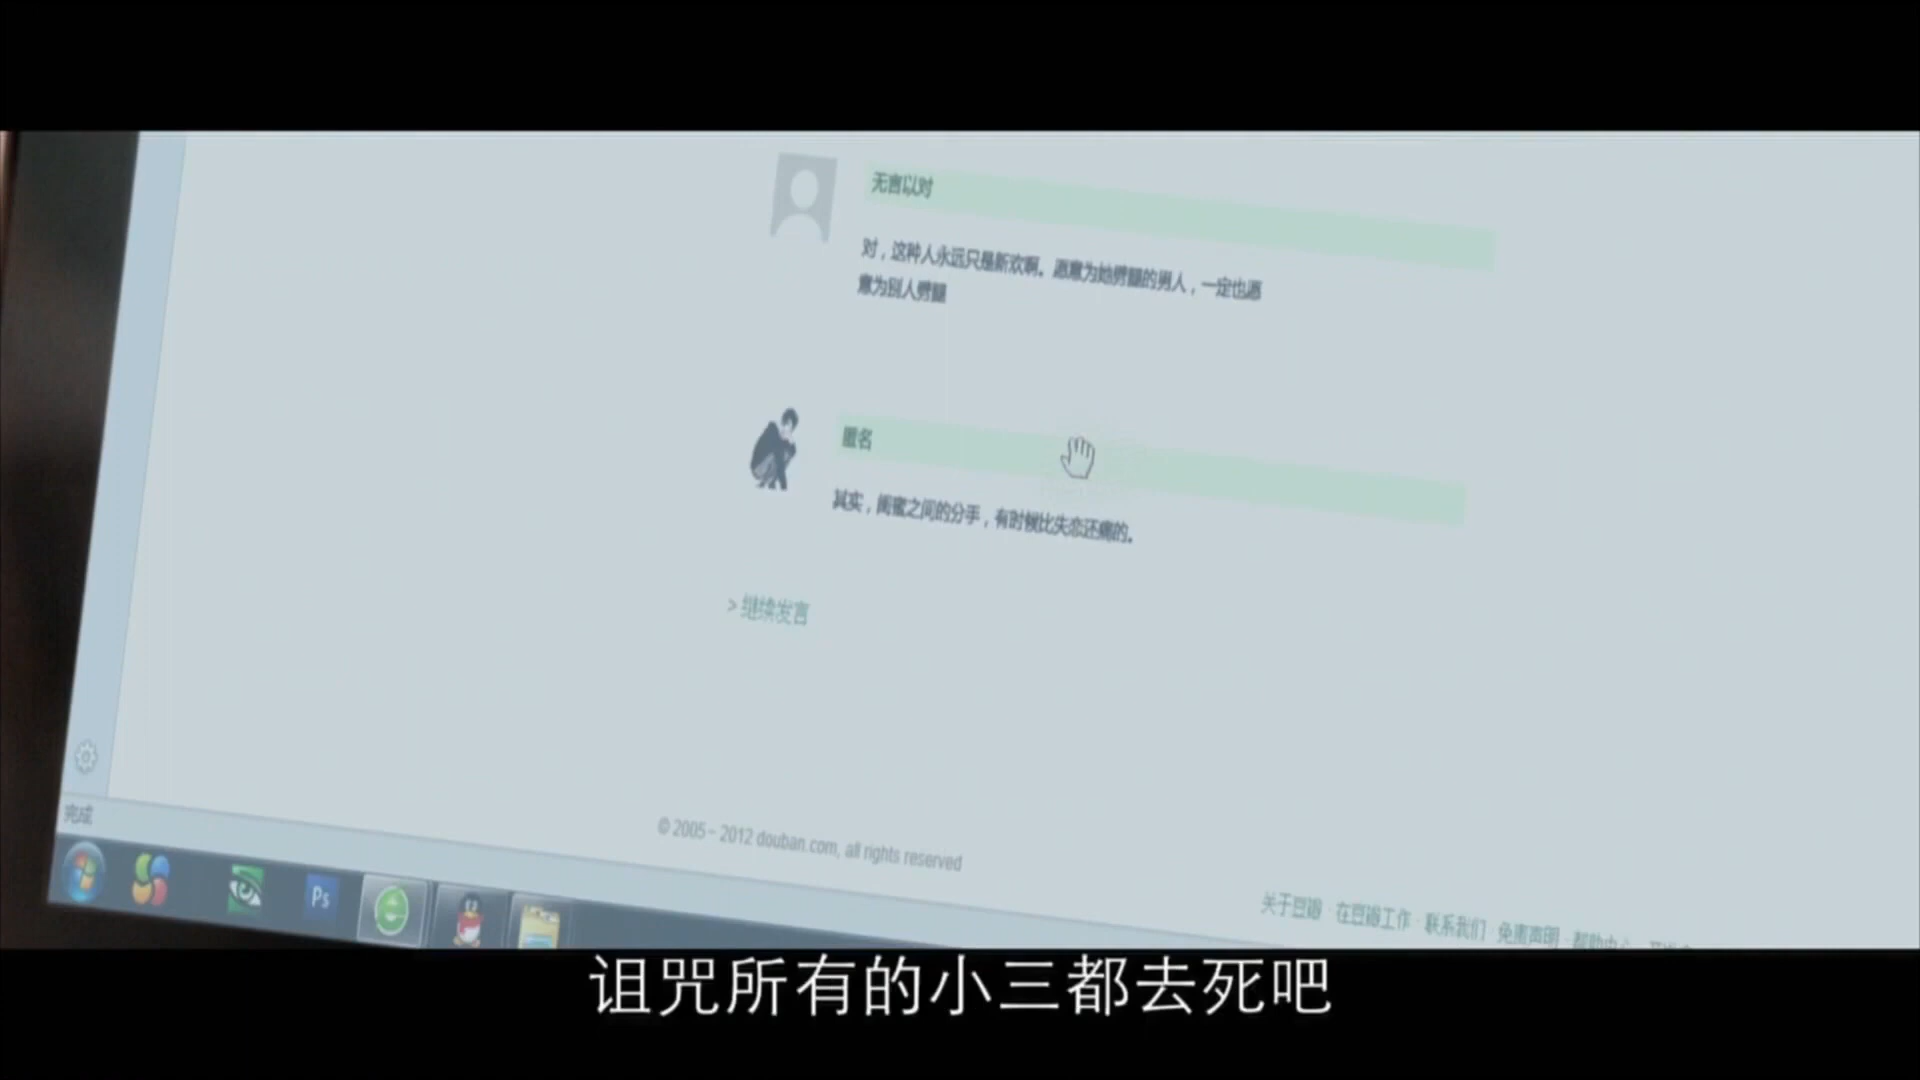 无言以对
对，这种人永远只是新欢啊。愿意为她劈腿的男人，一定也愿
意为别人劈腿
匿名
其实，闺蜜之间的分手，有时候比失恋还痛的。
> 继续发言
完成
© 2005－2012 douban.com, all rights reserved
关于豆瓣 · 在豆瓣工作 · 联系我们 · 免责声明 · 帮助中心
Ps
诅咒所有的小三都去死吧